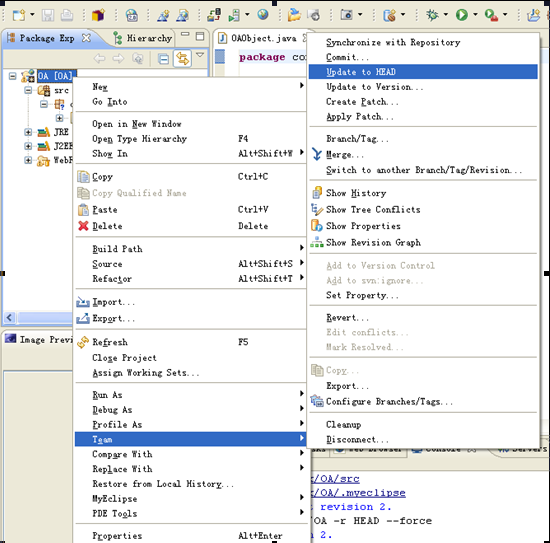 Package Exp
Hierarchy
OA [OA]
src
JRE
J2EE
WebR
Image Previ
OAObject.java
package co
New
Go Into
Open in New Window
Open Type Hierarchy F4
Show In Alt+Shift+W
Copy Ctrl+C
Copy Qualified Name
Paste Ctrl+V
Delete Delete
Build Path
Source Alt+Shift+S
Refactor Alt+Shift+T
Import...
Export...
Refresh F5
Close Project
Assign Working Sets...
Run As
Debug As
Profile As
Team
Compare With
Replace With
Restore from Local History...
MyEclipse
PDE Tools
Properties Alt+Enter
Synchronize with Repository
Commit...
Update to HEAD
Update to Version...
Create Patch...
Apply Patch...
Branch/Tag...
Merge...
Switch to another Branch/Tag/Revision...
Show History
Show Tree Conflicts
Show Properties
Show Revision Graph
Add to Version Control
Add to svn:ignore...
Set Property...
Revert...
Edit conflicts...
Mark Resolved...
Copy...
Export...
Configure Branches/Tags...
Cleanup
Disconnect...
Servers
/OA/src
/OA/.myeclipse
t revision 2.
/OA -r HEAD --force
n 2.